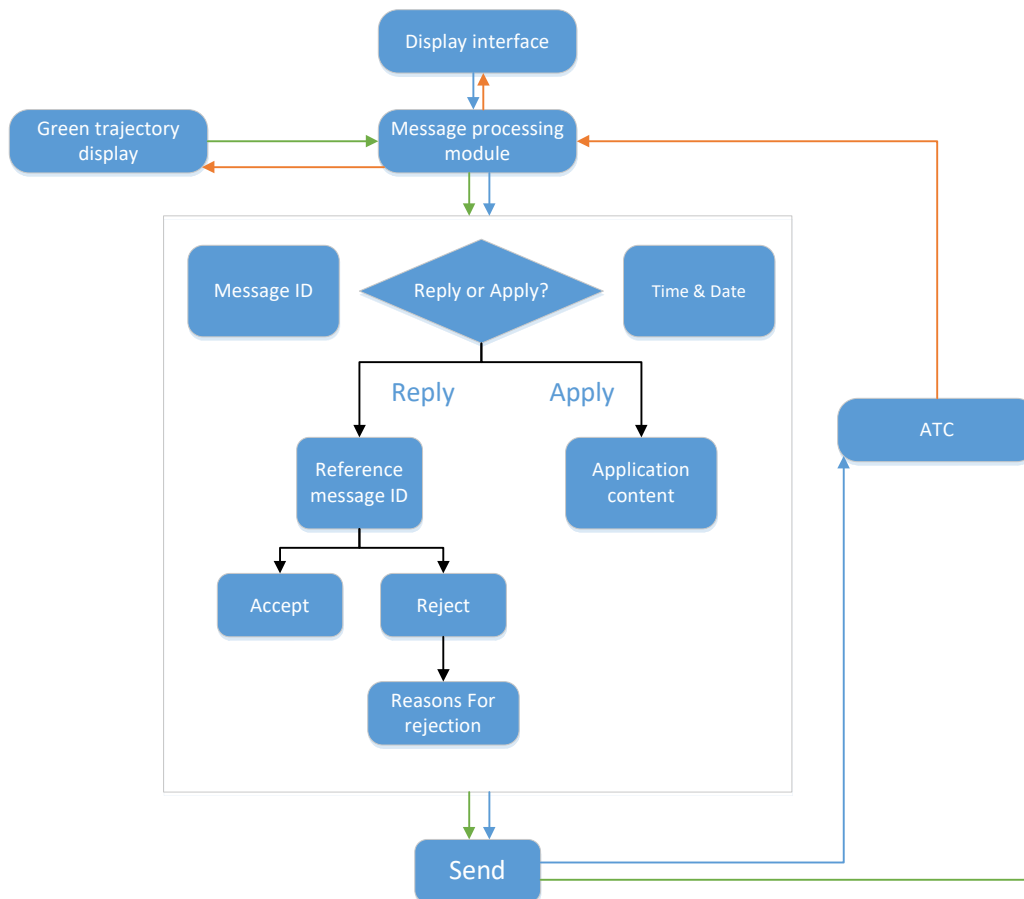 Display interface
Green trajectory
display
Message processing
module
Message ID
Reply or Apply?
Time & Date
Reply
Apply
ATC
Reference
message ID
Application
content
Accept
Reject
Reasons For
rejection
Send